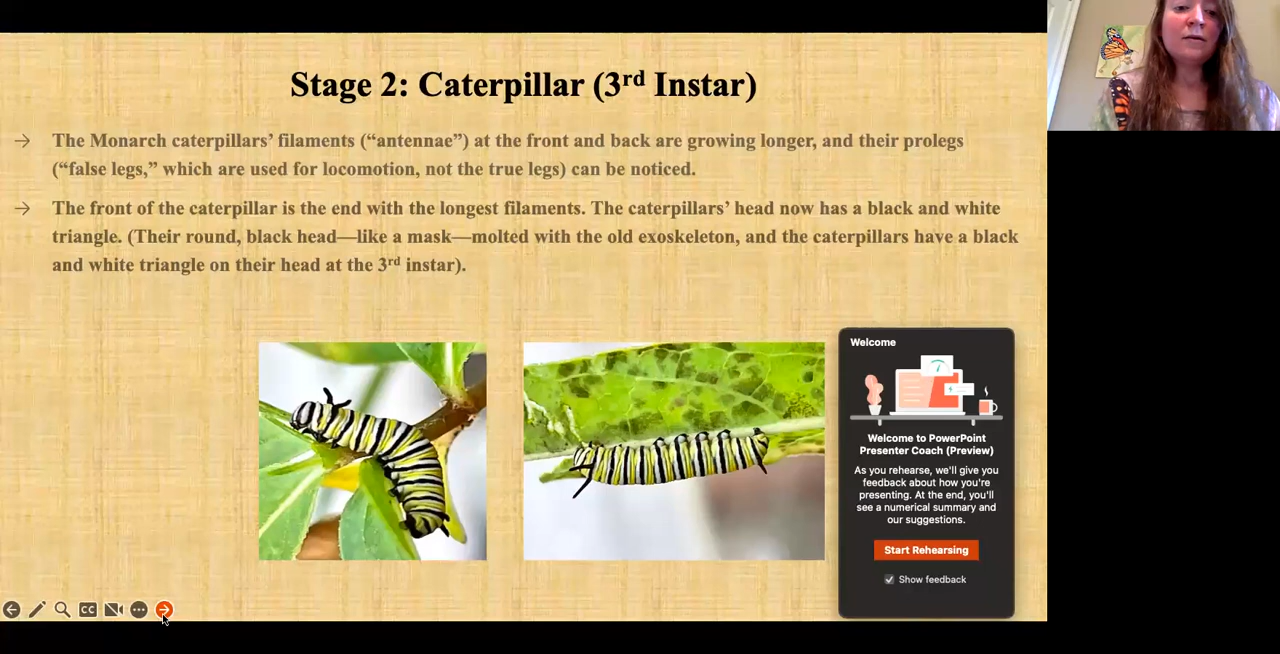 Stage 2: Caterpillar (3rd Instar)
→ The Monarch caterpillars’ filaments (“antennae”) at the front and back are growing longer, and their prolegs
(“false legs,” which are used for locomotion, not the true legs) can be noticed.
→ The front of the caterpillar is the end with the longest filaments. The caterpillars’ head now has a black and white
triangle. (Their round, black head—like a mask—molted with the old exoskeleton, and the caterpillars have a black
and white triangle on their head at the 3rd instar).
Welcome
Welcome to PowerPoint
Presenter Coach (Preview)
As you rehearse, we'll give you
feedback about how you're
presenting. At the end, you'll
see a numerical summary and
our suggestions.
Start Rehearsing
Show feedback
CC